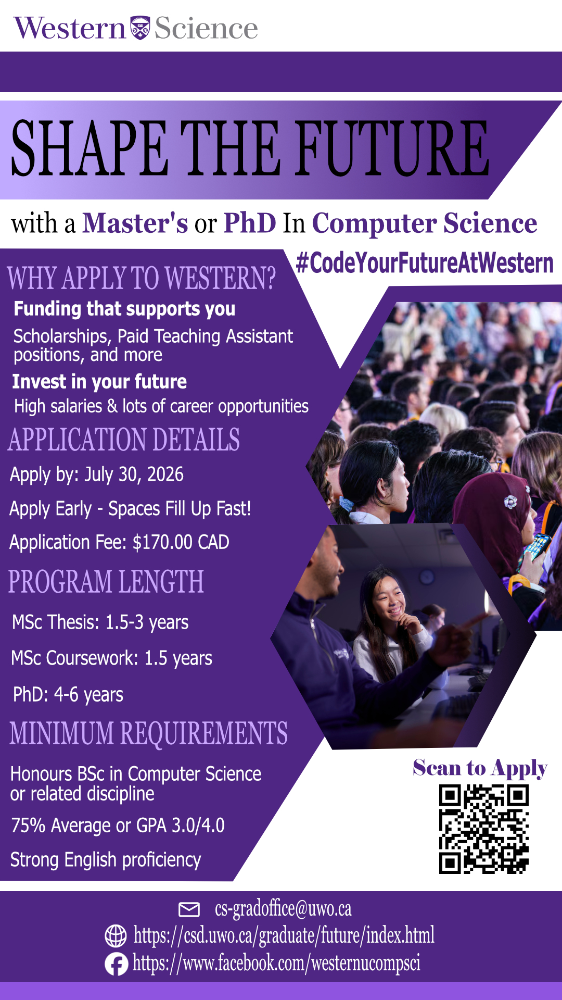 Western Science
SHAPE THE FUTURE
with a Master's or PhD In Computer Science
#CodeYourFutureAtWestern
WHY APPLY TO WESTERN?
Funding that supports you
Scholarships, Paid Teaching Assistant
positions, and more
Invest in your future
High salaries & lots of career opportunities
APPLICATION DETAILS
Apply by: July 30, 2026
Apply Early - Spaces Fill Up Fast!
Application Fee: $170.00 CAD
PROGRAM LENGTH
MSc Thesis: 1.5-3 years
MSc Coursework: 1.5 years
PhD: 4-6 years
MINIMUM REQUIREMENTS
Honours BSc in Computer Science
or related discipline
75% Average or GPA 3.0/4.0
Strong English proficiency
Scan to Apply
cs-gradoffice@uwo.ca
https://csd.uwo.ca/graduate/future/index.html
https://www.facebook.com/westernucompsci